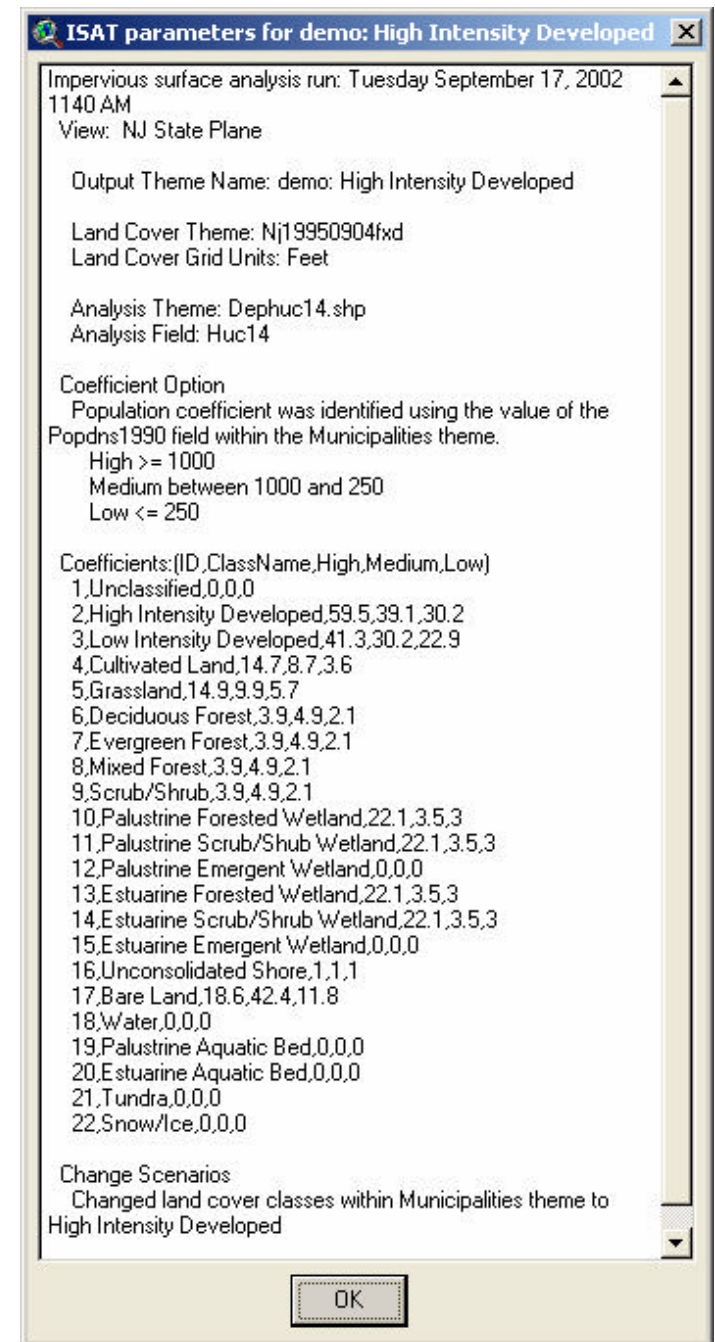 ISAT parameters for demo: High Intensity Developed
Impervious surface analysis run: Tuesday September 17, 2002
1140 AM
View: NJ State Plane
Output Theme Name: demo: High Intensity Developed
Land Cover Theme: Nj19950904fxd
Land Cover Grid Units: Feet
Analysis Theme: Dephuc14.shp
Analysis Field: Huc14
Coefficient Option
Population coefficient was identified using the value of the
Popdns1990 field within the Municipalities theme.
High >= 1000
Medium between 1000 and 250
Low <= 250
Coefficients:(ID,ClassName,High,Medium,Low)
1,Unclassified,0,0,0
2,High Intensity Developed,59.5,39.1,30.2
3,Low Intensity Developed,41.3,30.2,22.9
4,Cultivated Land,14.7,8.7,3.6
5,Grassland,14.9,9.9,5.7
6,Deciduous Forest,3.9,4.9,2.1
7,Evergreen Forest,3.9,4.9,2.1
8,Mixed Forest,3.9,4.9,2.1
9,Scrub/Shrub,3.9,4.9,2.1
10,Palustrine Forested Wetland,22.1,3.5,3
11,Palustrine Scrub/Shub Wetland,22.1,3.5,3
12,Palustrine Emergent Wetland,0,0,0
13,Estuarine Forested Wetland,22.1,3.5,3
14,Estuarine Scrub/Shrub Wetland,22.1,3.5,3
15,Estuarine Emergent Wetland,0,0,0
16,Unconsolidated Shore,1,1,1
17,Bare Land,18.6,42.4,11.8
18,Water,0,0,0
19,Palustrine Aquatic Bed,0,0,0
20,Estuarine Aquatic Bed,0,0,0
21,Tundra,0,0,0
22,Snow/Ice,0,0,0
Change Scenarios
Changed land cover classes within Municipalities theme to
High Intensity Developed
OK